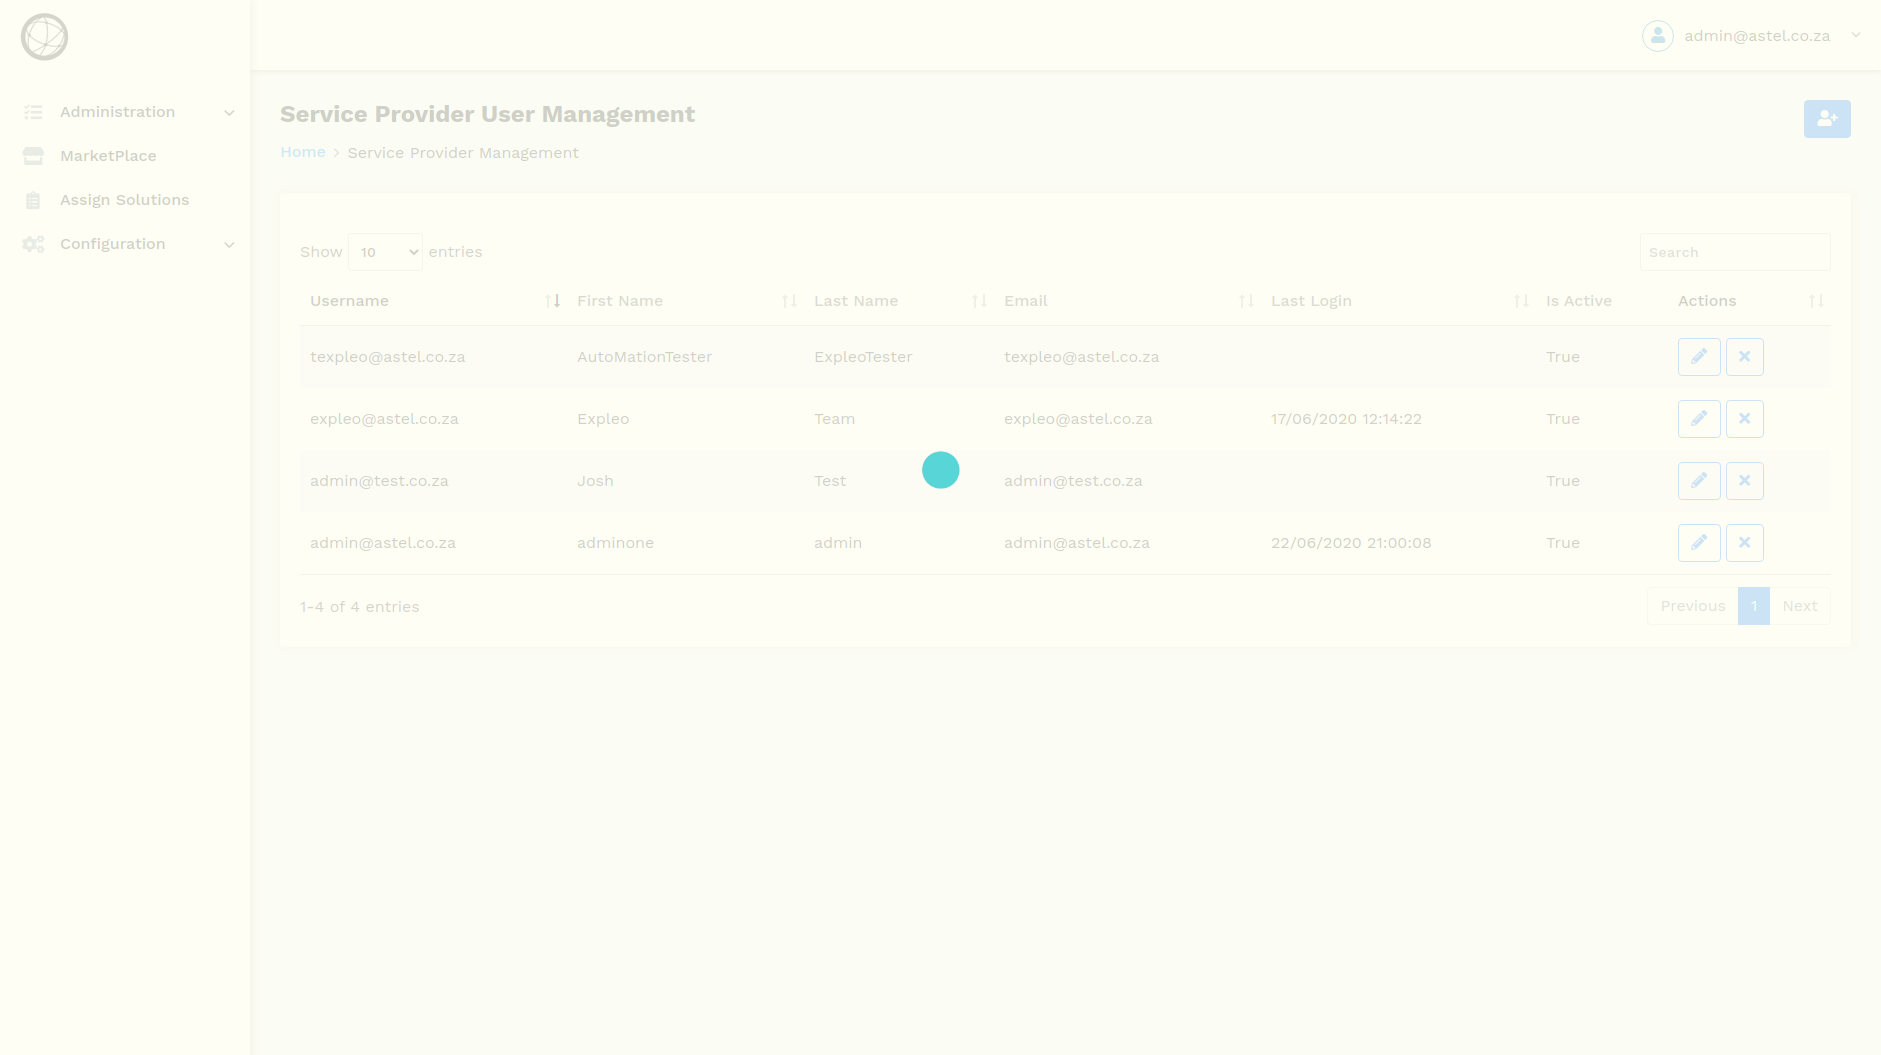 admin@astel.co.za
Administration
MarketPlace
Assign Solutions
Configuration
Service Provider User Management
Home > Service Provider Management
Show 10 entries
Search
Username First Name Last Name Email Last Login Is Active Actions
texpleo@astel.co.za AutoMationTester ExpleoTester texpleo@astel.co.za True
expleo@astel.co.za Expleo Team expleo@astel.co.za 17/06/2020 12:14:22 True
admin@test.co.za Josh Test admin@test.co.za True
admin@astel.co.za adminone admin admin@astel.co.za 22/06/2020 21:00:08 True
1-4 of 4 entries
Previous 1 Next